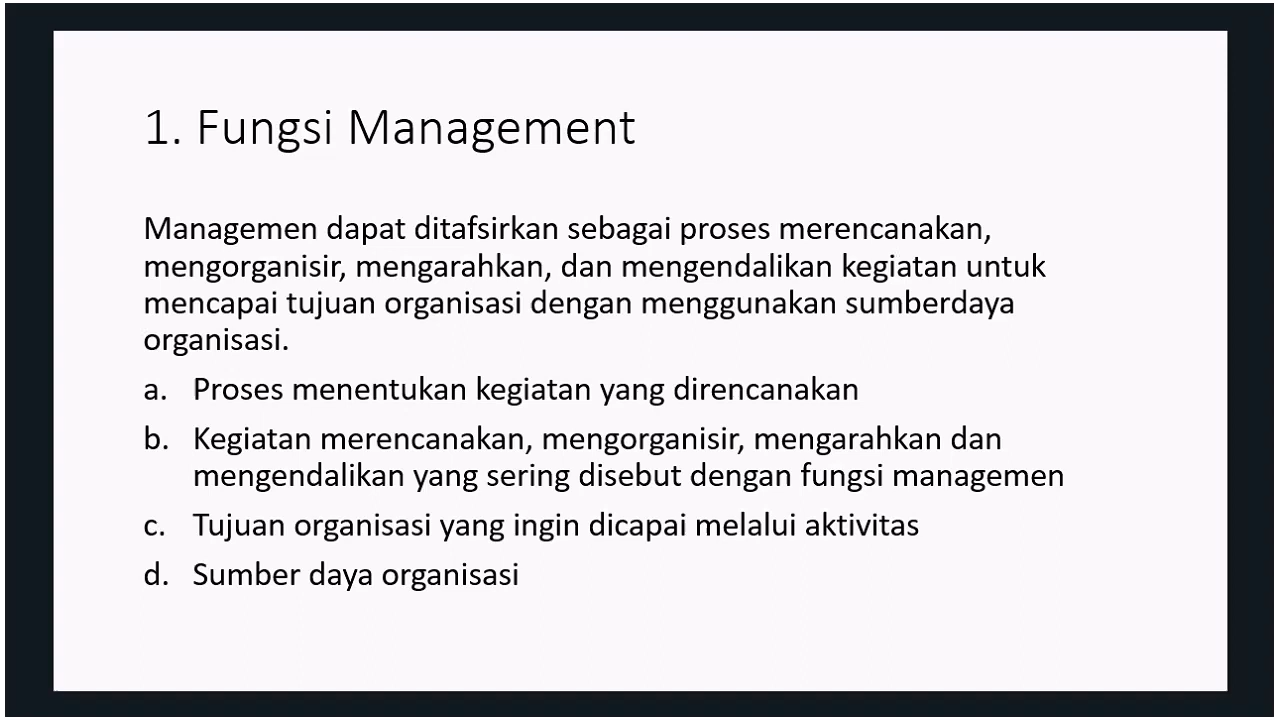 1. Fungsi Management
Managemen dapat ditafsirkan sebagai proses merencanakan,
mengorganisir, mengarahkan, dan mengendalikan kegiatan untuk
mencapai tujuan organisasi dengan menggunakan sumberdaya
organisasi.
a. Proses menentukan kegiatan yang direncanakan
b. Kegiatan merencanakan, mengorganisir, mengarahkan dan
mengendalikan yang sering disebut dengan fungsi managemen
c. Tujuan organisasi yang ingin dicapai melalui aktivitas
d. Sumber daya organisasi